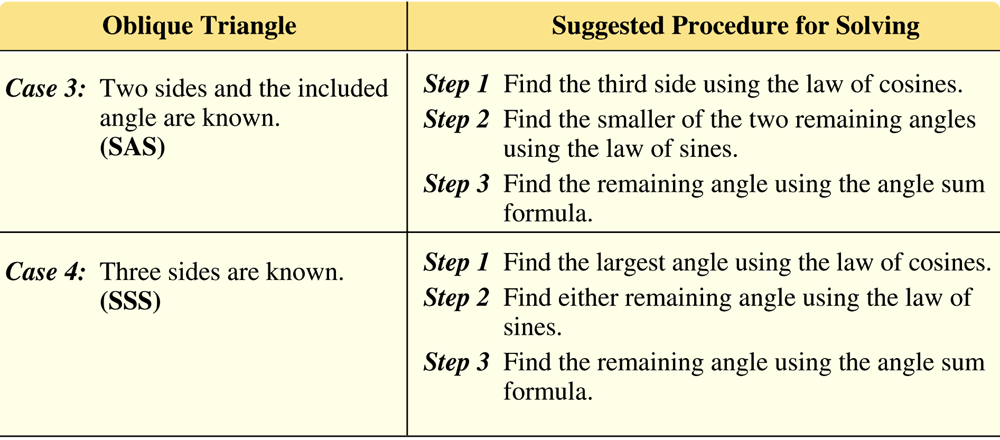 Oblique Triangle
Suggested Procedure for Solving
Case 3: Two sides and the included
angle are known.
(SAS)
Step 1 Find the third side using the law of cosines.
Step 2 Find the smaller of the two remaining angles
using the law of sines.
Step 3 Find the remaining angle using the angle sum
formula.
Case 4: Three sides are known.
(SSS)
Step 1 Find the largest angle using the law of cosines.
Step 2 Find either remaining angle using the law of
sines.
Step 3 Find the remaining angle using the angle sum
formula.